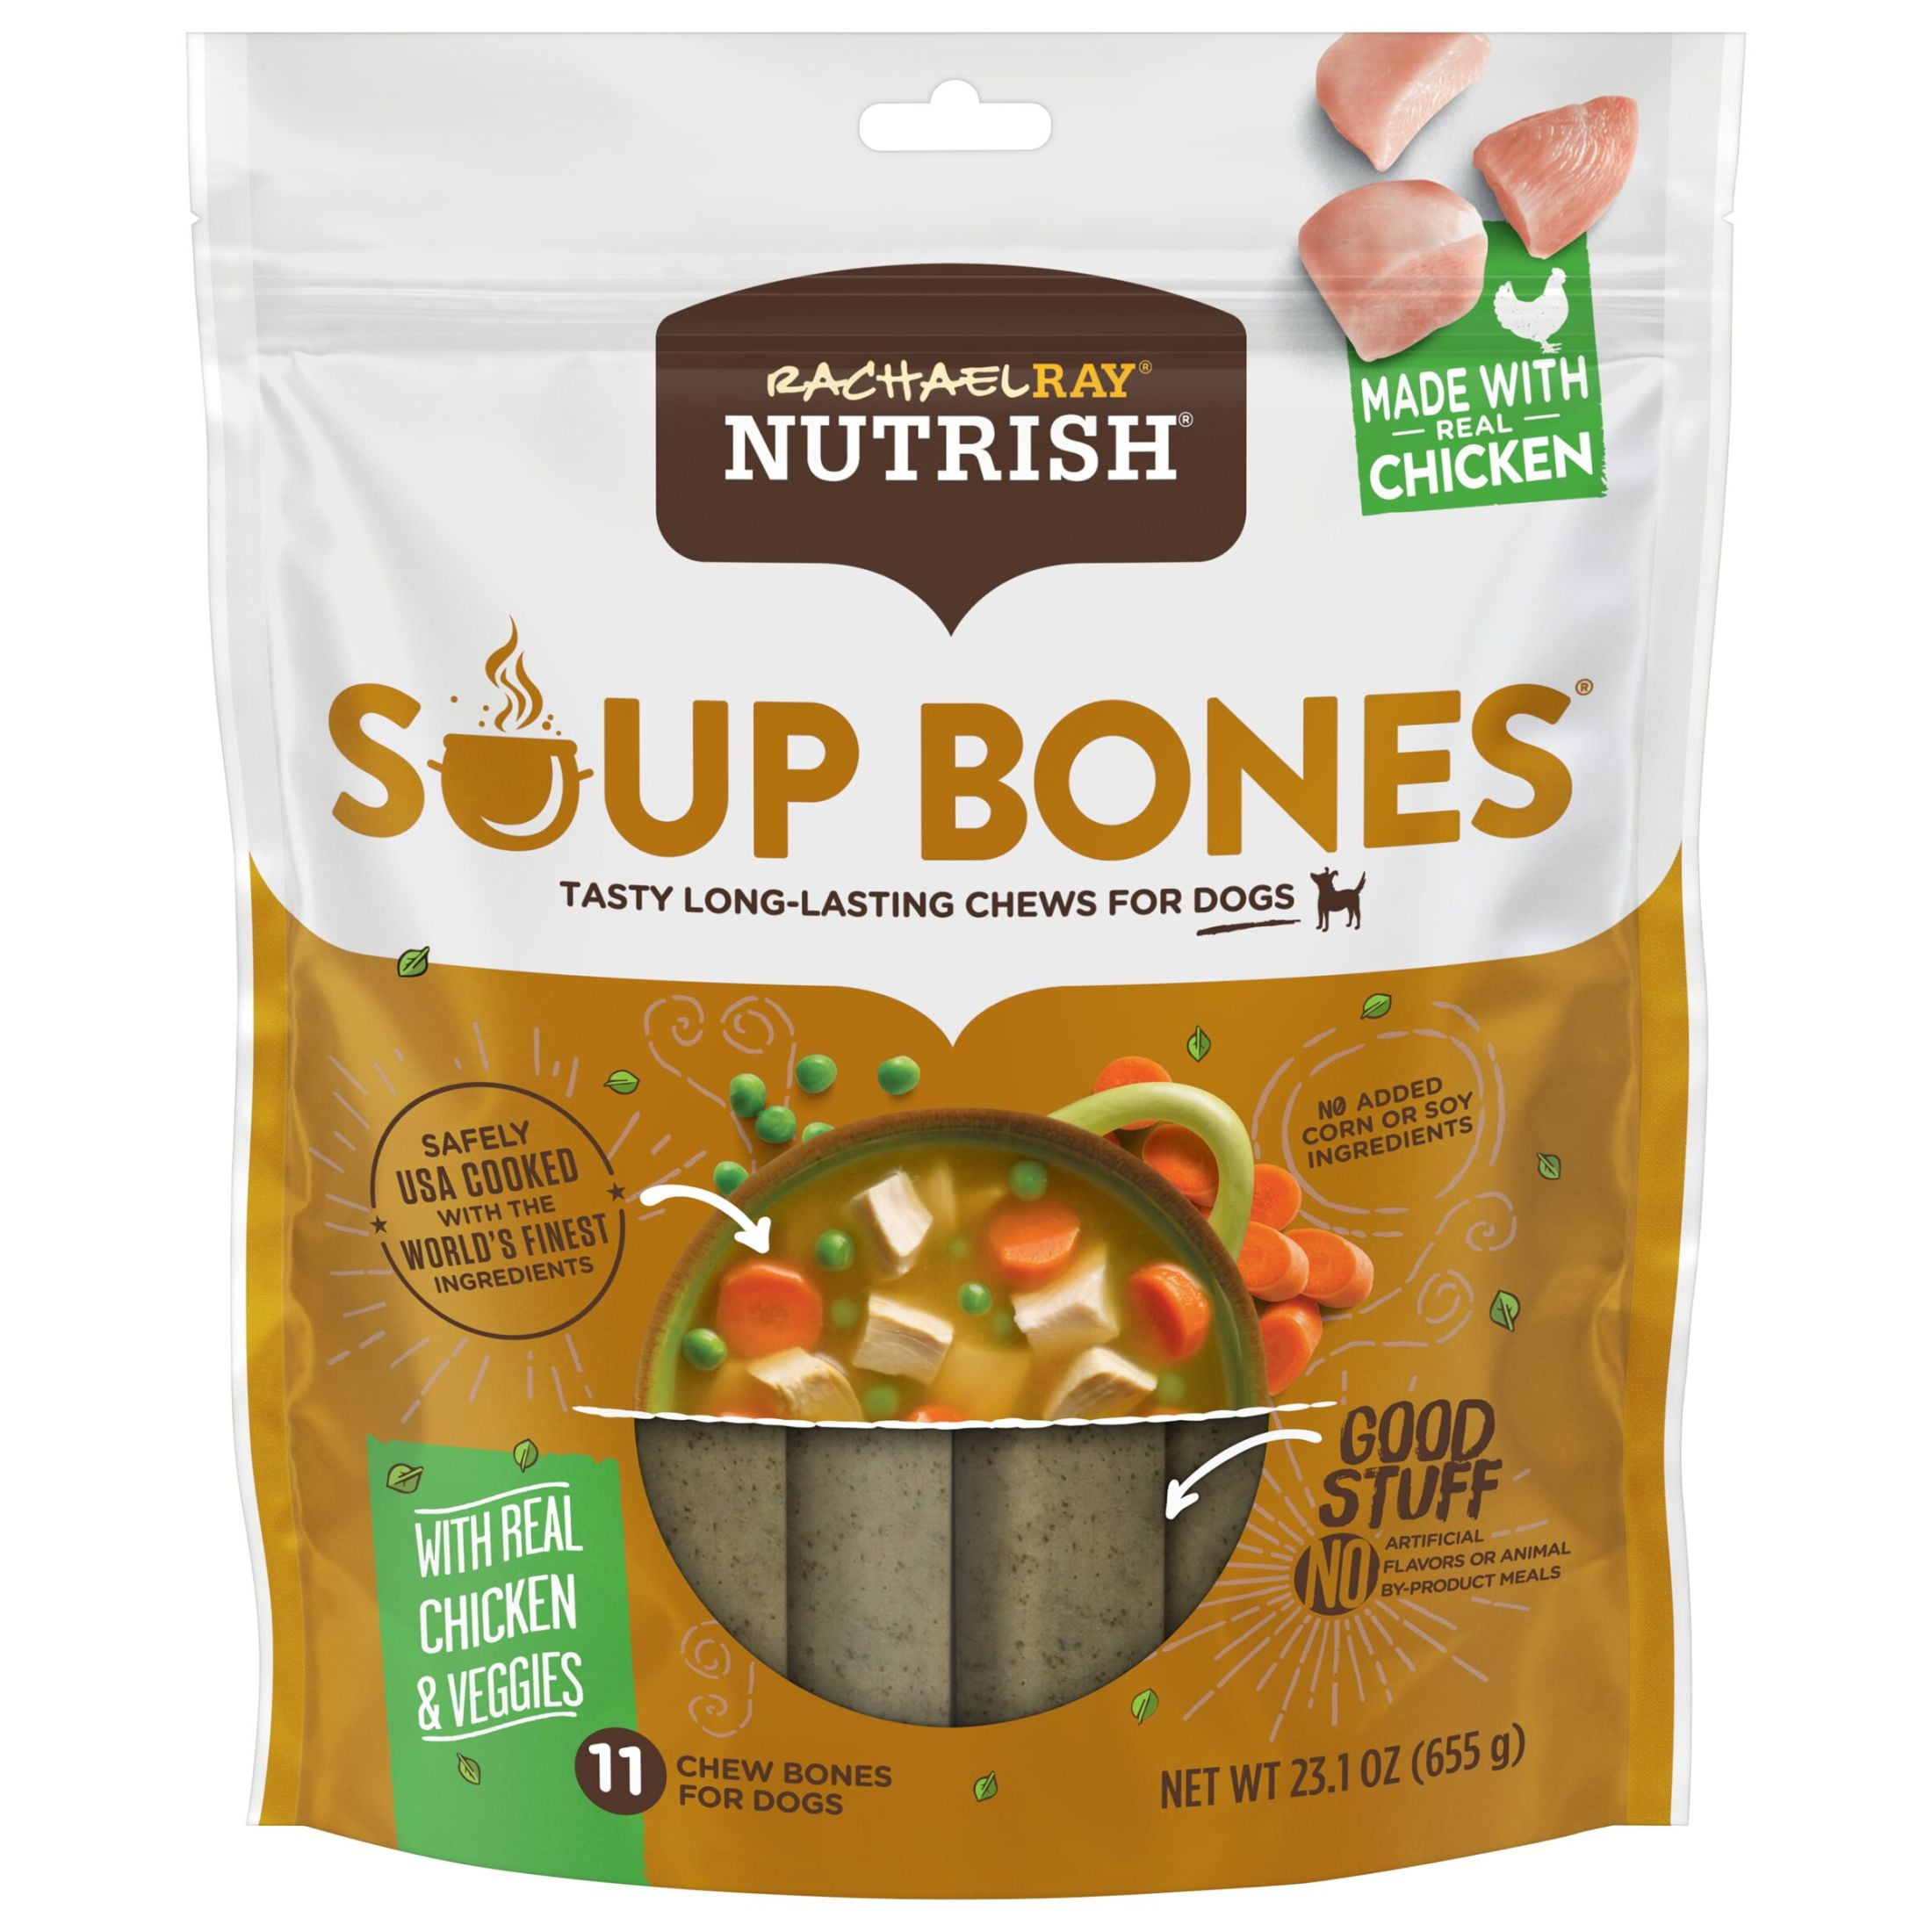 RACHAELRAY®
NUTRISH®
MADE WITH
REAL
CHICKEN
SOUP BONES®
TASTY LONG-LASTING CHEWS FOR DOGS
SAFELY
USA COOKED
WITH THE
WORLD'S FINEST
INGREDIENTS
NO ADDED
CORN OR SOY
INGREDIENTS
GOOD
STUFF
NO ARTIFICIAL
FLAVORS OR ANIMAL
BY-PRODUCT MEALS
WITH REAL
CHICKEN
& VEGGIES
11 CHEW BONES
FOR DOGS
NET WT 23.1 OZ (655 g)